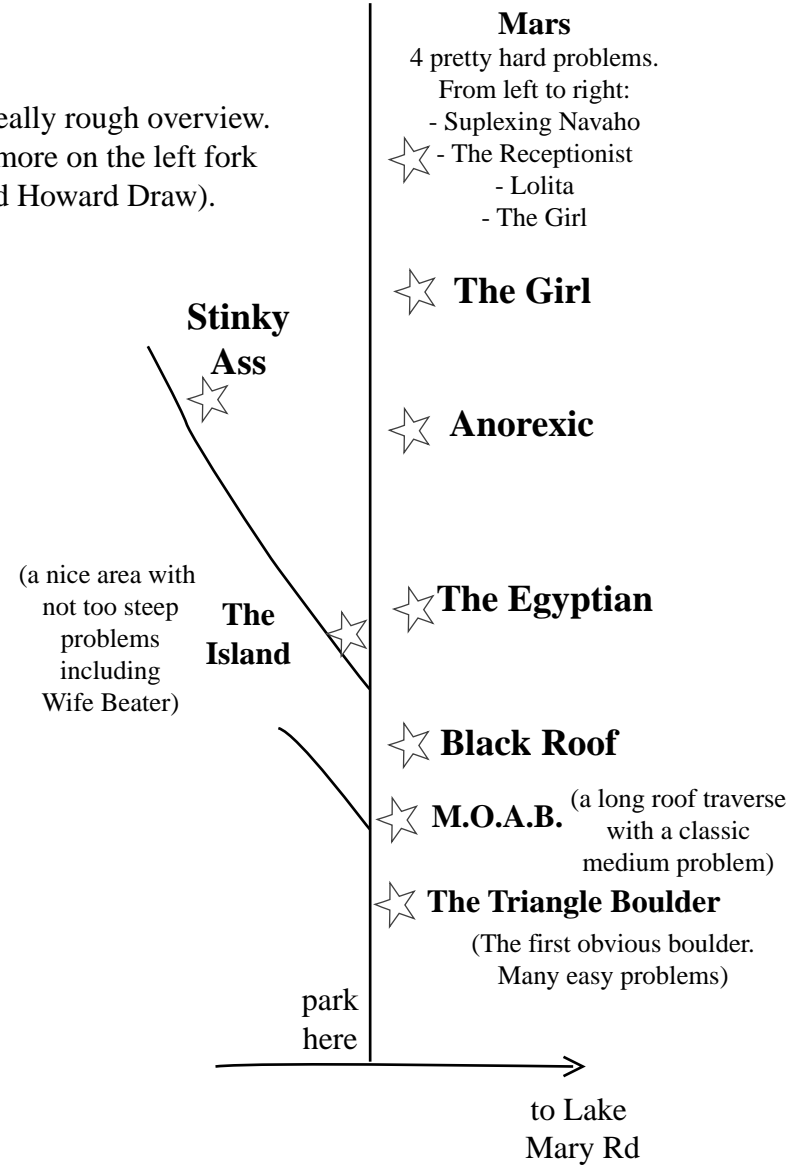 eally rough overview.
more on the left fork
d Howard Draw).
Mars
4 pretty hard problems.
From left to right:
- Suplexing Navaho
- The Receptionist
- Lolita
- The Girl
The Girl
Stinky
Ass
Anorexic
(a nice area with
not too steep
problems
including
Wife Beater)
The
Island
The Egyptian
Black Roof
M.O.A.B.
(a long roof traverse
with a classic
medium problem)
The Triangle Boulder
(The first obvious boulder.
Many easy problems)
park
here
to Lake
Mary Rd